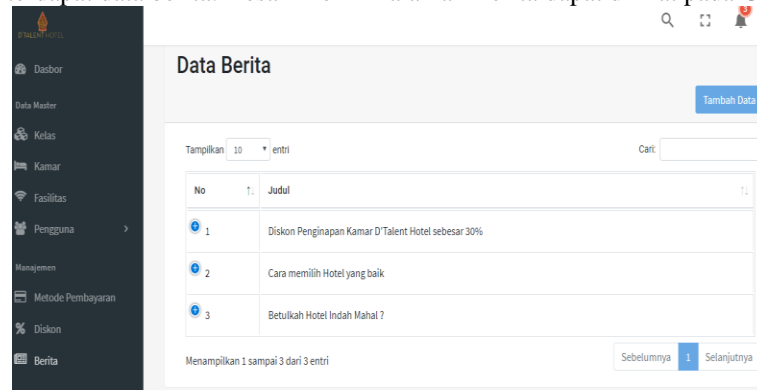 D'TALENT HOTEL
3
Dasbor
Data Master
Kelas
Kamar
Fasilitas
Pengguna
Manajemen
Metode Pembayaran
Diskon
Berita
Data Berita
Tambah Data
Tampilkan 10 entri
Cari:
No Judul
1 Diskon Penginapan Kamar D'Talent Hotel sebesar 30%
2 Cara memilih Hotel yang baik
3 Betulkah Hotel Indah Mahal ?
Menampilkan 1 sampai 3 dari 3 entri
Sebelumnya 1 Selanjutnya